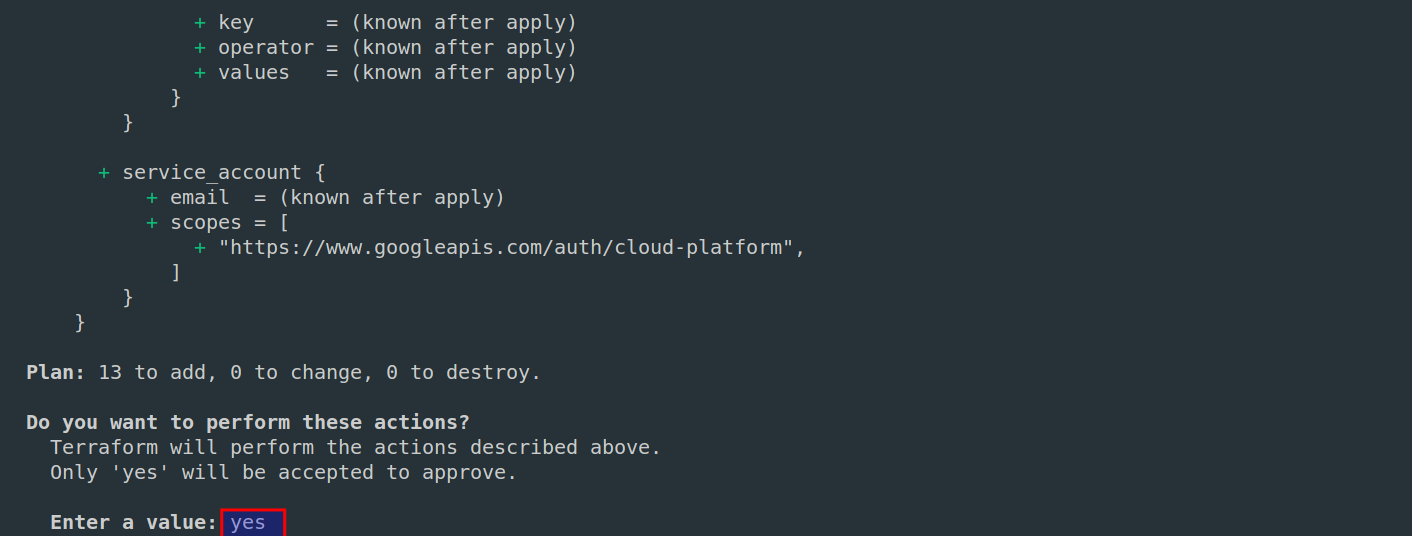 + key      = (known after apply)
+ operator = (known after apply)
+ values   = (known after apply)
}
}
+ service_account {
+ email  = (known after apply)
+ scopes = [
+ "https://www.googleapis.com/auth/cloud-platform",
]
}
}
Plan: 13 to add, 0 to change, 0 to destroy.
Do you want to perform these actions?
Terraform will perform the actions described above.
Only 'yes' will be accepted to approve.
Enter a value: yes